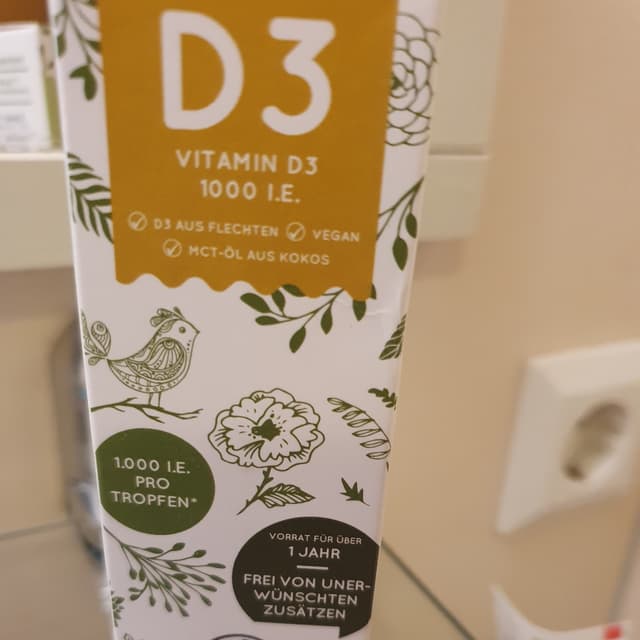 D3
VITAMIN D3
1000 I.E.
D3 AUS FLECHTEN VEGAN
MCT-ÖL AUS KOKOS
1.000 I.E.
PRO
TROPFEN*
VORRAT FÜR ÜBER
1 JAHR
FREI VON UNER-
WÜNSCHTEN
ZUSÄTZEN